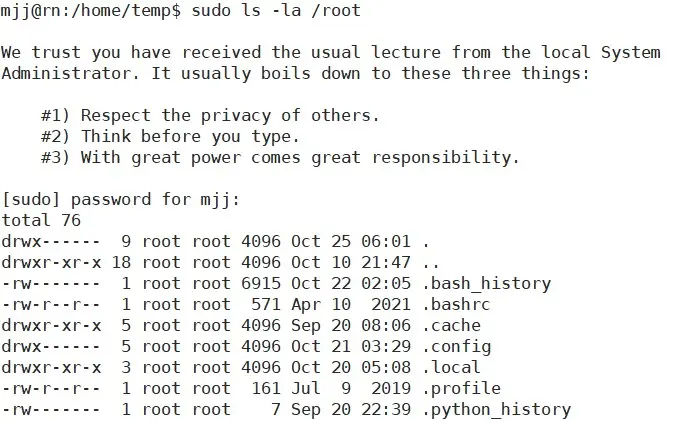 mjj@rn:/home/temp$ sudo ls -la /root
We trust you have received the usual lecture from the local System
Administrator. It usually boils down to these three things:
#1) Respect the privacy of others.
#2) Think before you type.
#3) With great power comes great responsibility.
[sudo] password for mjj:
total 76
drwx------  9 root root 4096 Oct 25 06:01 .
drwxr-xr-x 18 root root 4096 Oct 10 21:47 ..
-rw-------  1 root root 6915 Oct 22 02:05 .bash_history
-rw-r--r--  1 root root  571 Apr 10  2021 .bashrc
drwxr-xr-x  5 root root 4096 Sep 20 08:06 .cache
drwx------  5 root root 4096 Oct 21 03:29 .config
drwxr-xr-x  3 root root 4096 Oct 20 05:08 .local
-rw-r--r--  1 root root  161 Jul  9  2019 .profile
-rw-------  1 root root    7 Sep 20 22:39 .python_history